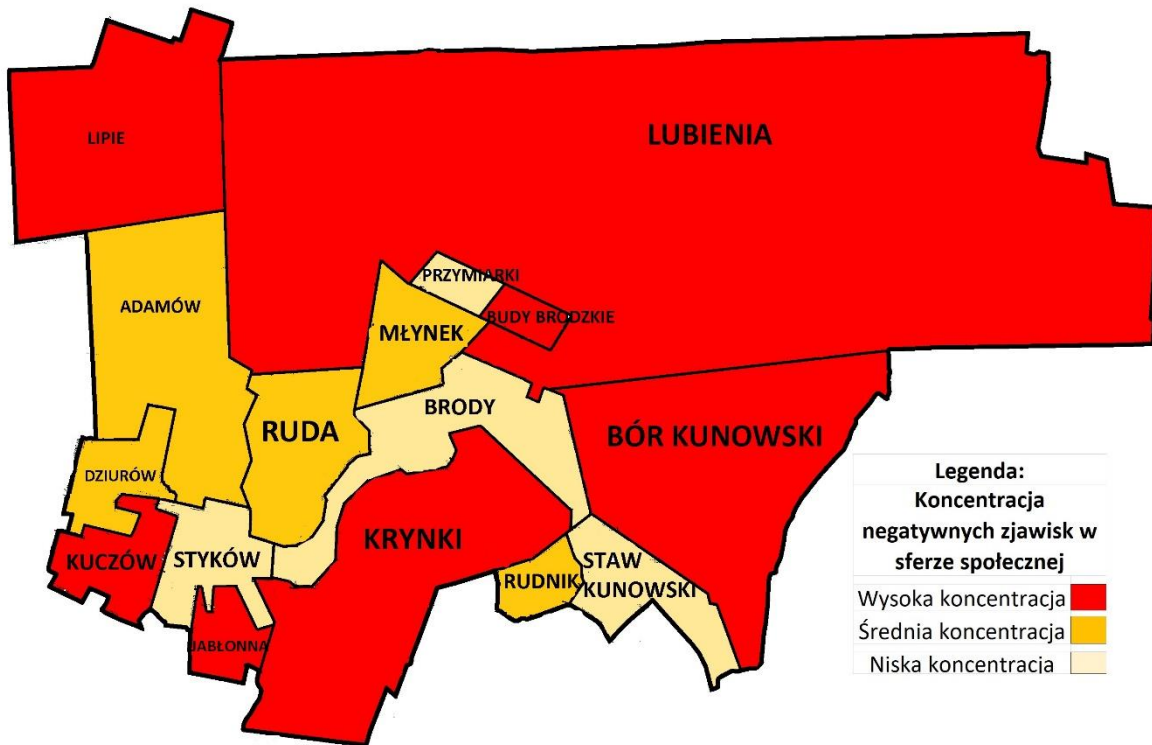 LIPIE
LUBIENIA
PRZYMIARKI
ADAMÓW
BUDY BRODZKIE
MŁYNEK
BRODY
RUDA
BÓR KUNOWSKI
DZIURÓW
KRYNKI
STYKÓW
KUCZÓW
STAW
KUNOWSKI
RUDNIK
JABŁONNA
Legenda:
Koncentracja
negatywnych zjawisk w
sferze społecznej
Wysoka koncentracja
Średnia koncentracja
Niska koncentracja